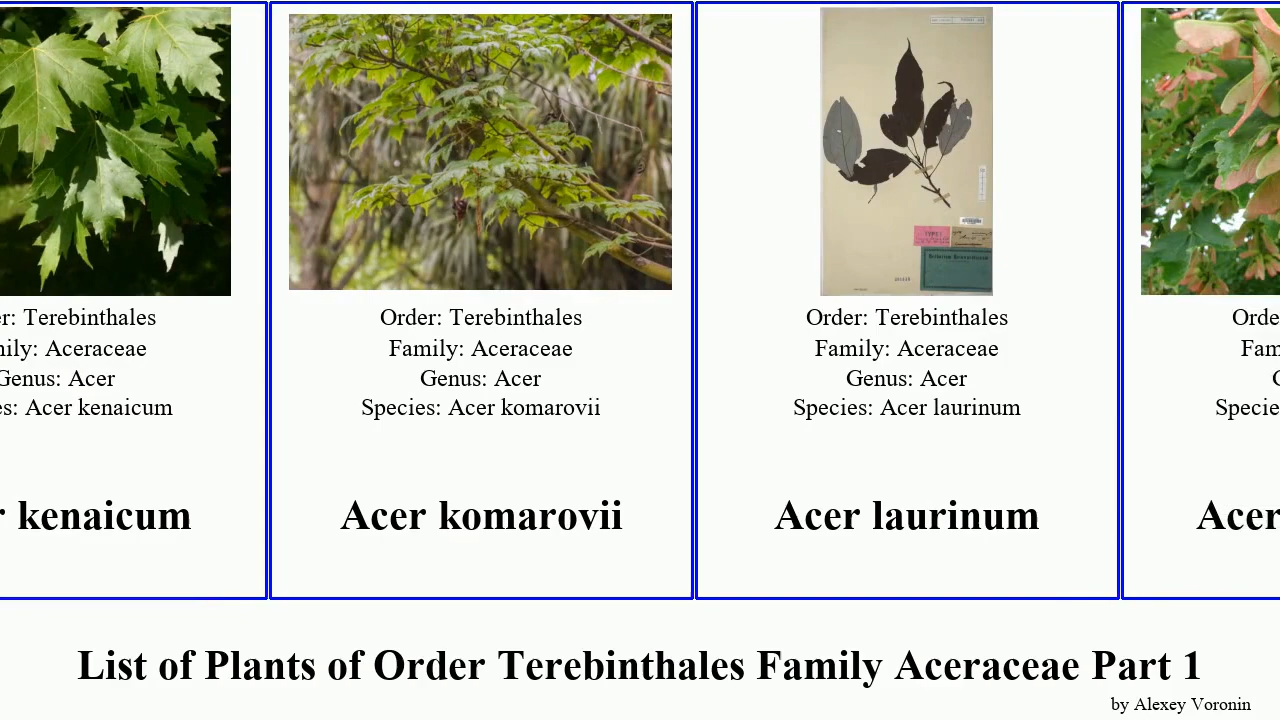 r: Terebinthales
ily: Aceraceae
Genus: Acer
s: Acer kenaicum
r kenaicum
Order: Terebinthales
Family: Aceraceae
Genus: Acer
Species: Acer komarovii
Acer komarovii
Order: Terebinthales
Family: Aceraceae
Genus: Acer
Species: Acer laurinum
Acer laurinum
Orde
Fam
G
Specie
Acer
List of Plants of Order Terebinthales Family Aceraceae Part 1
by Alexey Voronin